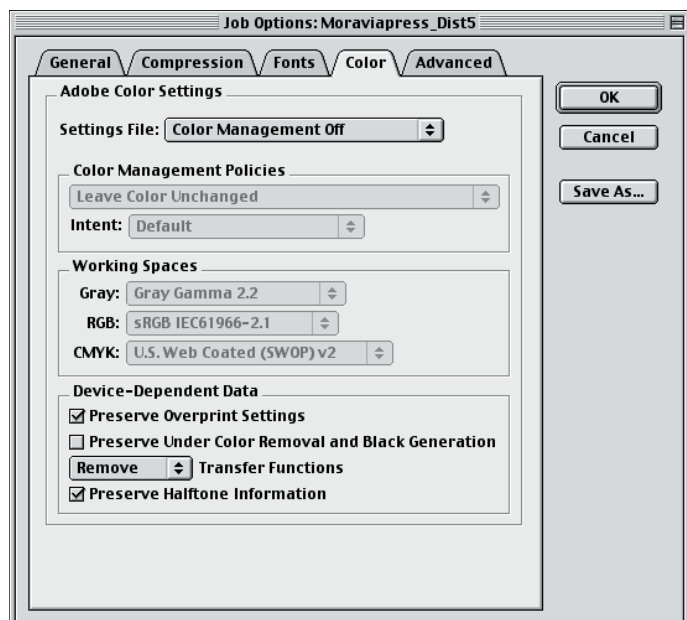 Job Options: Moraviapress_Dist5
General Compression Fonts Color Advanced
Adobe Color Settings
Settings File: Color Management Off
Color Management Policies
Leave Color Unchanged
Intent: Default
Working Spaces
Gray: Gray Gamma 2.2
RGB: sRGB IEC61966-2.1
CMYK: U.S. Web Coated (SWOP) v2
Device-Dependent Data
Preserve Overprint Settings
Preserve Under Color Removal and Black Generation
Remove Transfer Functions
Preserve Halftone Information
OK
Cancel
Save As...